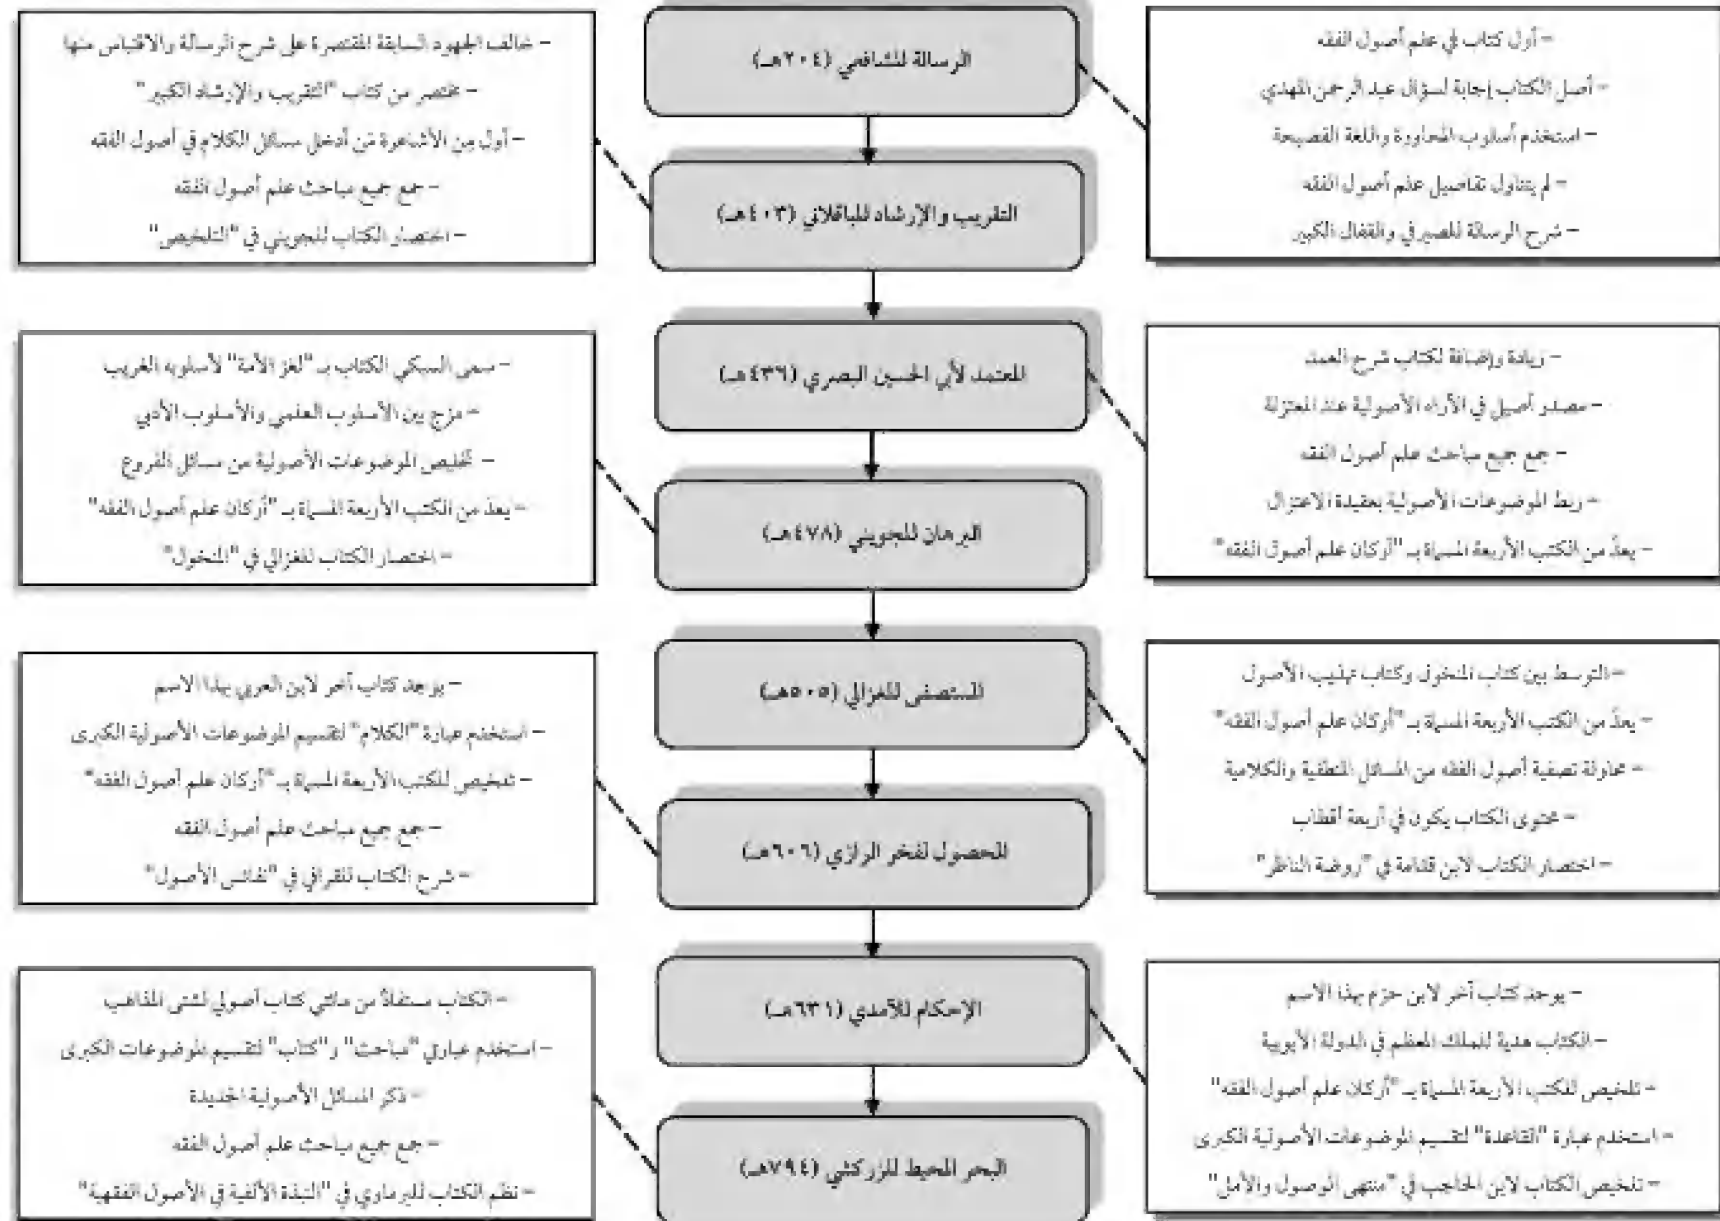 الرسالة للشافعي (٢٠٤هـ)
- أول كتاب في علم أصول الفقه
- أصل الكتاب إجابة لسؤال عبد الرحمن المهدي
- استخدم أسلوب المحاورة واللغة الفصيحة
- لم يتناول تفاصيل علم أصول الفقه
- شرح الرسالة للصيرفي والقفال الكبير
التقريب والإرشاد للباقلاني (٤٠٣هـ)
- خالف الجهود السابقة المقتصرة على شرح الرسالة والاقتباس منها
- مختصر من كتاب "التقريب والإرشاد الكبير"
- أول من الأشاعرة من أدخل مسائل الكلام في أصول الفقه
- جمع جميع مباحث علم أصول الفقه
- اختصار الكتاب للجويني في "التلخيص"
المعتمد لأبي الحسين البصري (٤٣٦هـ)
- زيادة وإضافة لكتاب شرح العمد
- مصدر أصيل في الآراء الأصولية عند المعتزلة
- جمع جميع مباحث علم أصول الفقه
- ربط الموضوعات الأصولية بعقيدة الاعتزال
- يعدّ من الكتب الأربعة المسماة بـ "أركان علم أصول الفقه"
البرهان للجويني (٤٧٨هـ)
- سمى السبكي الكتاب بـ "لغز الأمة" لأسلوبه الغريب
- مزج بين الأسلوب العلمي والأسلوب الأدبي
- تخليص الموضوعات الأصولية من مسائل الفروع
- يعدّ من الكتب الأربعة المسماة بـ "أركان علم أصول الفقه"
- اختصار الكتاب للغزالي في "المنخول"
المستصفى للغزالي (٥٠٥هـ)
- التوسط بين كتاب المنخول وكتاب تهذيب الأصول
- يعدّ من الكتب الأربعة المسماة بـ "أركان علم أصول الفقه"
- محاولة تصفية أصول الفقه من المسائل المنطقية والكلامية
- محتوى الكتاب يكون في أربعة أقطاب
- اختصار الكتاب لابن قدامة في "روضة الناظر"
المحصول لفخر الرازي (٦٠٦هـ)
- يوجد كتاب آخر لابن العربي بهذا الاسم
- استخدم عبارة "الكلام" لتقسيم الموضوعات الأصولية الكبرى
- تلخيص للكتب الأربعة المسماة بـ "أركان علم أصول الفقه"
- جمع جميع مباحث علم أصول الفقه
- شرح الكتاب للقرافي في "نفائس الأصول"
الإحكام للآمدي (٦٣١هـ)
- يوجد كتاب آخر لابن حزم بهذا الاسم
- الكتاب هدية للملك المعظم في الدولة الأيوبية
- تلخيص للكتب الأربعة المسماة بـ "أركان علم أصول الفقه"
- استخدم عبارة "القاعدة" لتقسيم الموضوعات الأصولية الكبرى
- تلخيص الكتاب لابن الحاجب في "منتهى الوصول والأمل"
البحر المحيط للزركشي (٧٩٤هـ)
- الكتاب مستفاد من مائتي كتاب أصولي لشتى المذاهب
- استخدم عبارتي "مباحث" و"كتاب" لتقسيم الموضوعات الكبرى
- ذكر المسائل الأصولية الجديدة
- جمع جميع مباحث علم أصول الفقه
- نظم الكتاب للبرماوي في "النبذة الألفية في الأصول الفقهية"